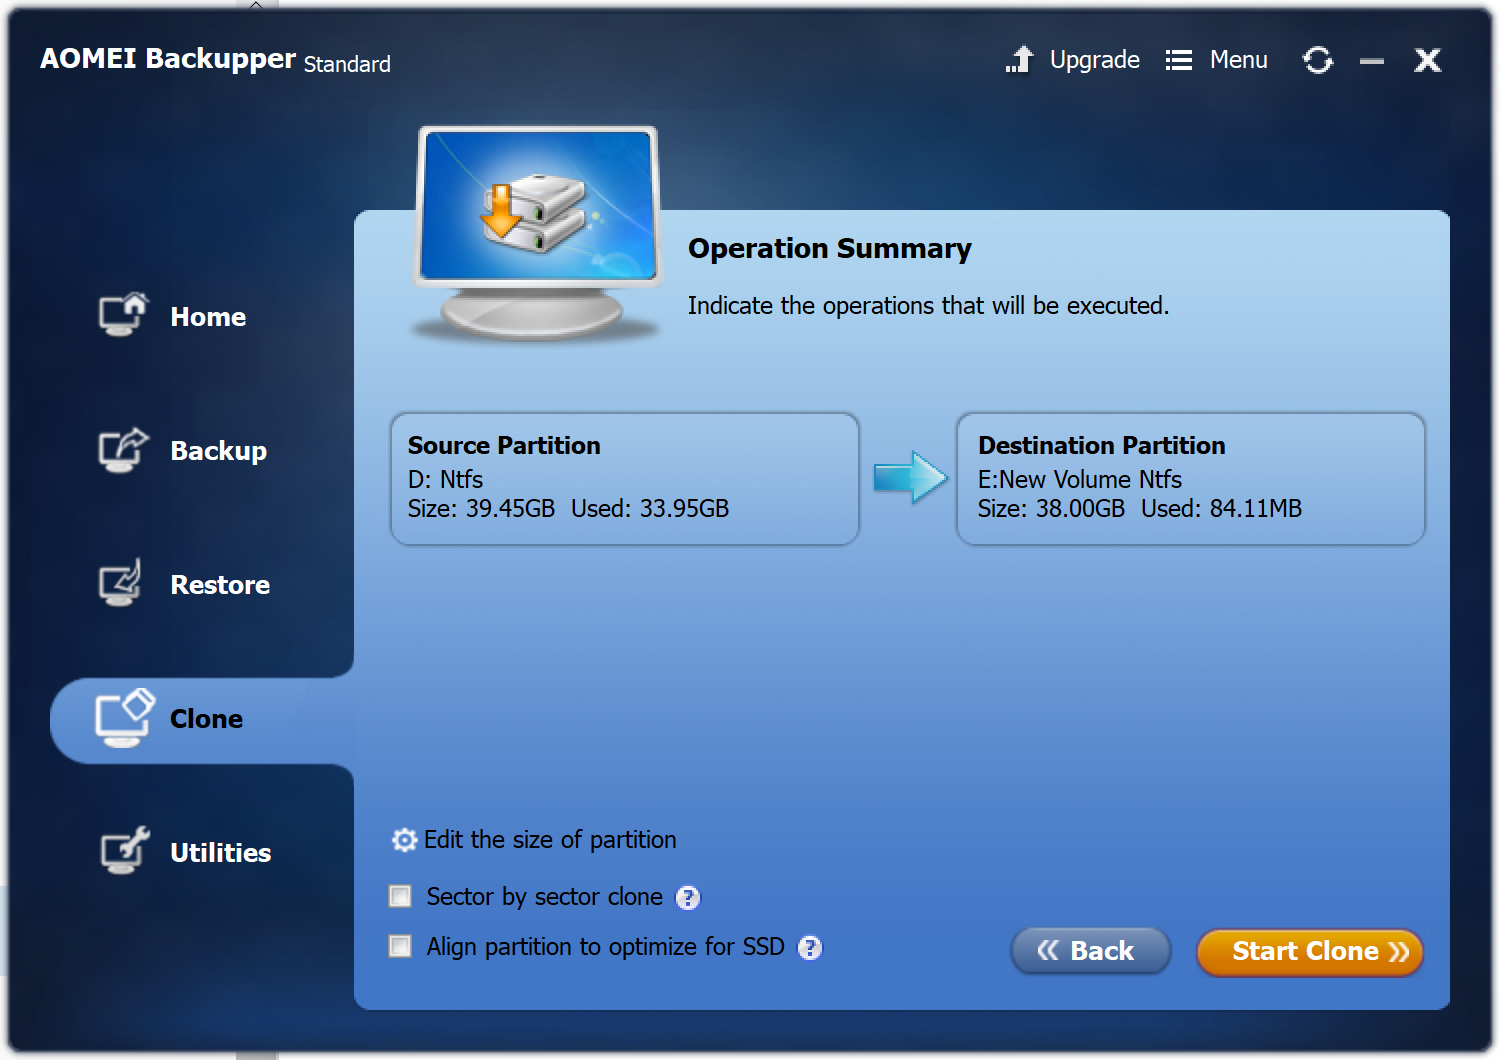 AOMEI Backupper Standard
Upgrade
Menu
Operation Summary
Indicate the operations that will be executed.
Home
Backup
Restore
Clone
Utilities
Source Partition
D: Ntfs
Size: 39.45GB Used: 33.95GB
Destination Partition
E:New Volume Ntfs
Size: 38.00GB Used: 84.11MB
Edit the size of partition
Sector by sector clone ?
Align partition to optimize for SSD ?
« Back
Start Clone »